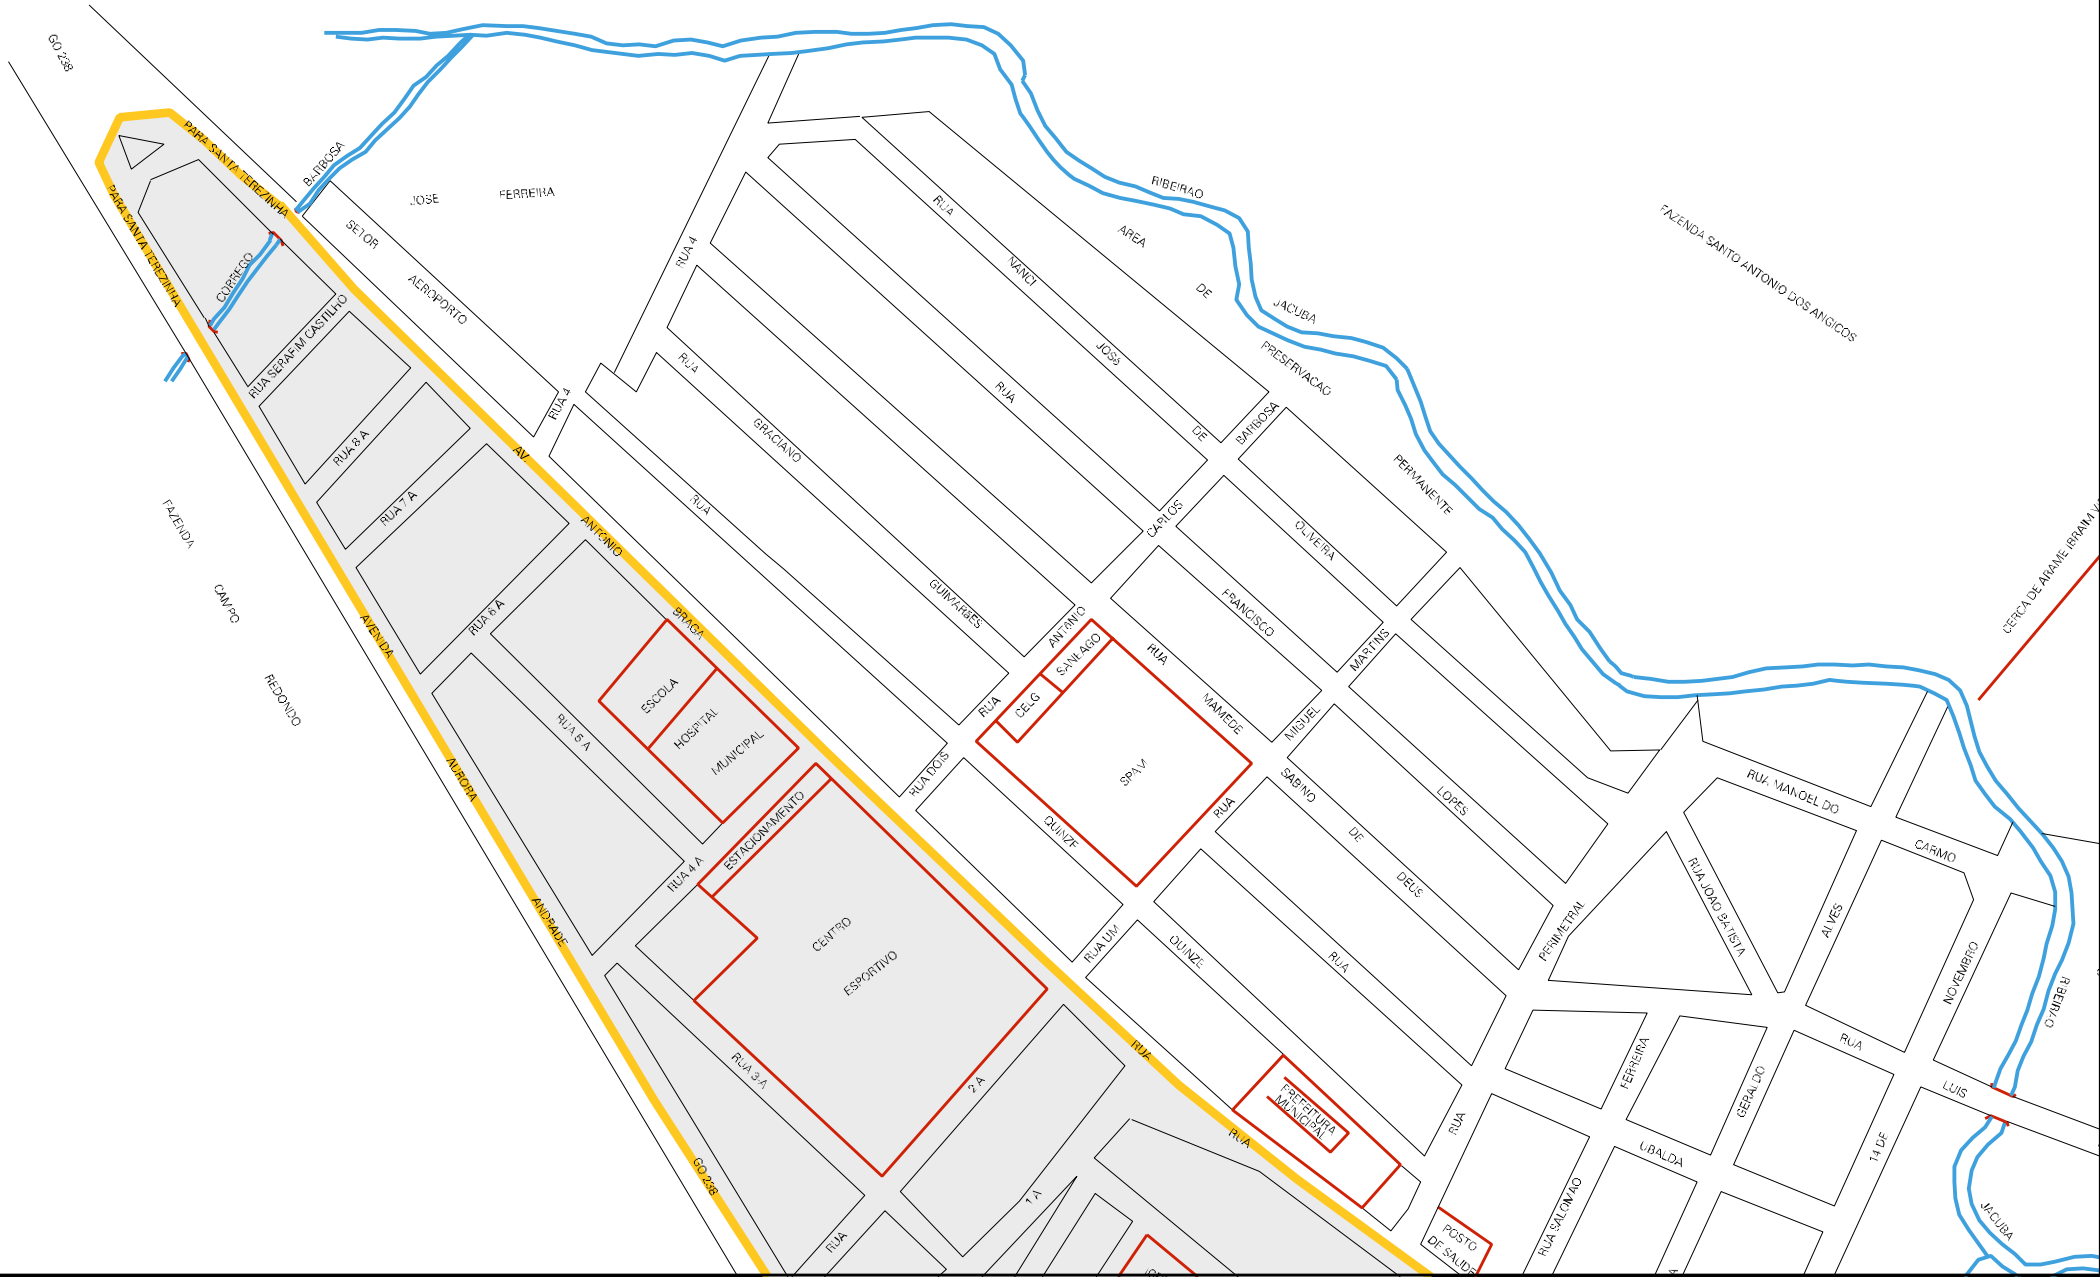 GO 238
PARA SANTA TEREZINHA
PARA SANTA TEREZINHA
BARBOSA
CORREGO
SETOR
AEROPORTO
JOSE FERREIRA
RUA 4
RUA 4
RUA SERAFIM CASTILHO
RUA 8 A
RUA 7 A
RUA 6 A
RUA 5 A
RUA 4 A
RUA 3 A
2 A
1 A
RUA
AV. ANTONIO BRAGA
RUA
RUA
FAZENDA CAMPO REDONDO
AVENIDA AURORA ANDRADE
GO 238
ESCOLA
HOSPITAL
MUNICIPAL
ESTACIONAMENTO
CENTRO
ESPORTIVO
RUA NANCI JOSÉ DE OLIVEIRA
RUA FRANCISCO LOPES
RUA GRACIANO GUIMARÃES
RUA MAMEDE SABINO DE DEUS
RUA QUINZE
QUINZE
RUA
RUA DOIS
RUA UM
RUA ANTANIO CARLOS BARBOSA
RUA MIGUEL MARTINS
RUA PERIMETRAL
SANEAGO
CELG
SPAM
PREFEITURA
MUNICIPAL
POSTO
DE SAUDE
RIBEIRAO
JACUBA
AREA DE PRESERVACAO PERMANENTE
FAZENDA SANTO ANTONIO DOS ANGICOS
CERCA DE ARAME IBRAIM
RUA MANOEL DO CARMO
RUA JOAO BATISTA
ALVES
GERALDO
NOVEMBRO
14 DE
RUA LUIS
FERREIRA
RUA SALOMAO
UBALDA
RIBEIRAO
JACUBA